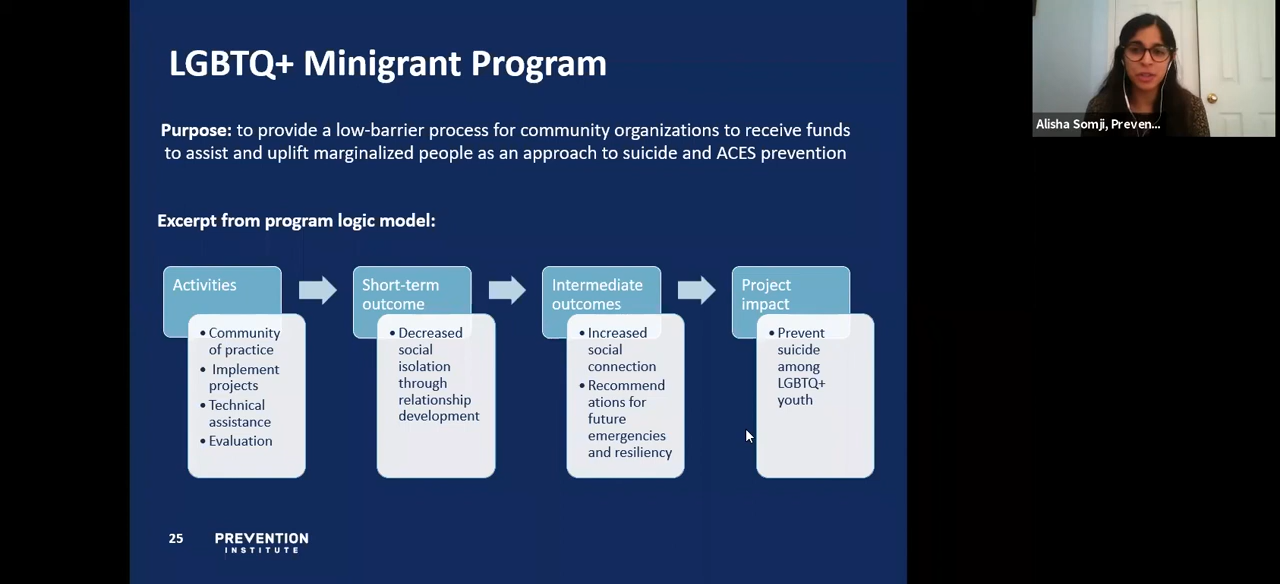 LGBTQ+ Minigrant Program
Purpose: to provide a low-barrier process for community organizations to receive funds
to assist and uplift marginalized people as an approach to suicide and ACES prevention
Excerpt from program logic model:
Activities
• Community
of practice
• Implement
projects
• Technical
assistance
• Evaluation
Short-term
outcome
• Decreased
social
isolation
through
relationship
development
Intermediate
outcomes
• Increased
social
connection
• Recommend
ations for
future
emergencies
and resiliency
Project
impact
• Prevent
suicide
among
LGBTQ+
youth
25
PREVENTION
INSTITUTE
Alisha Somji, Preven...